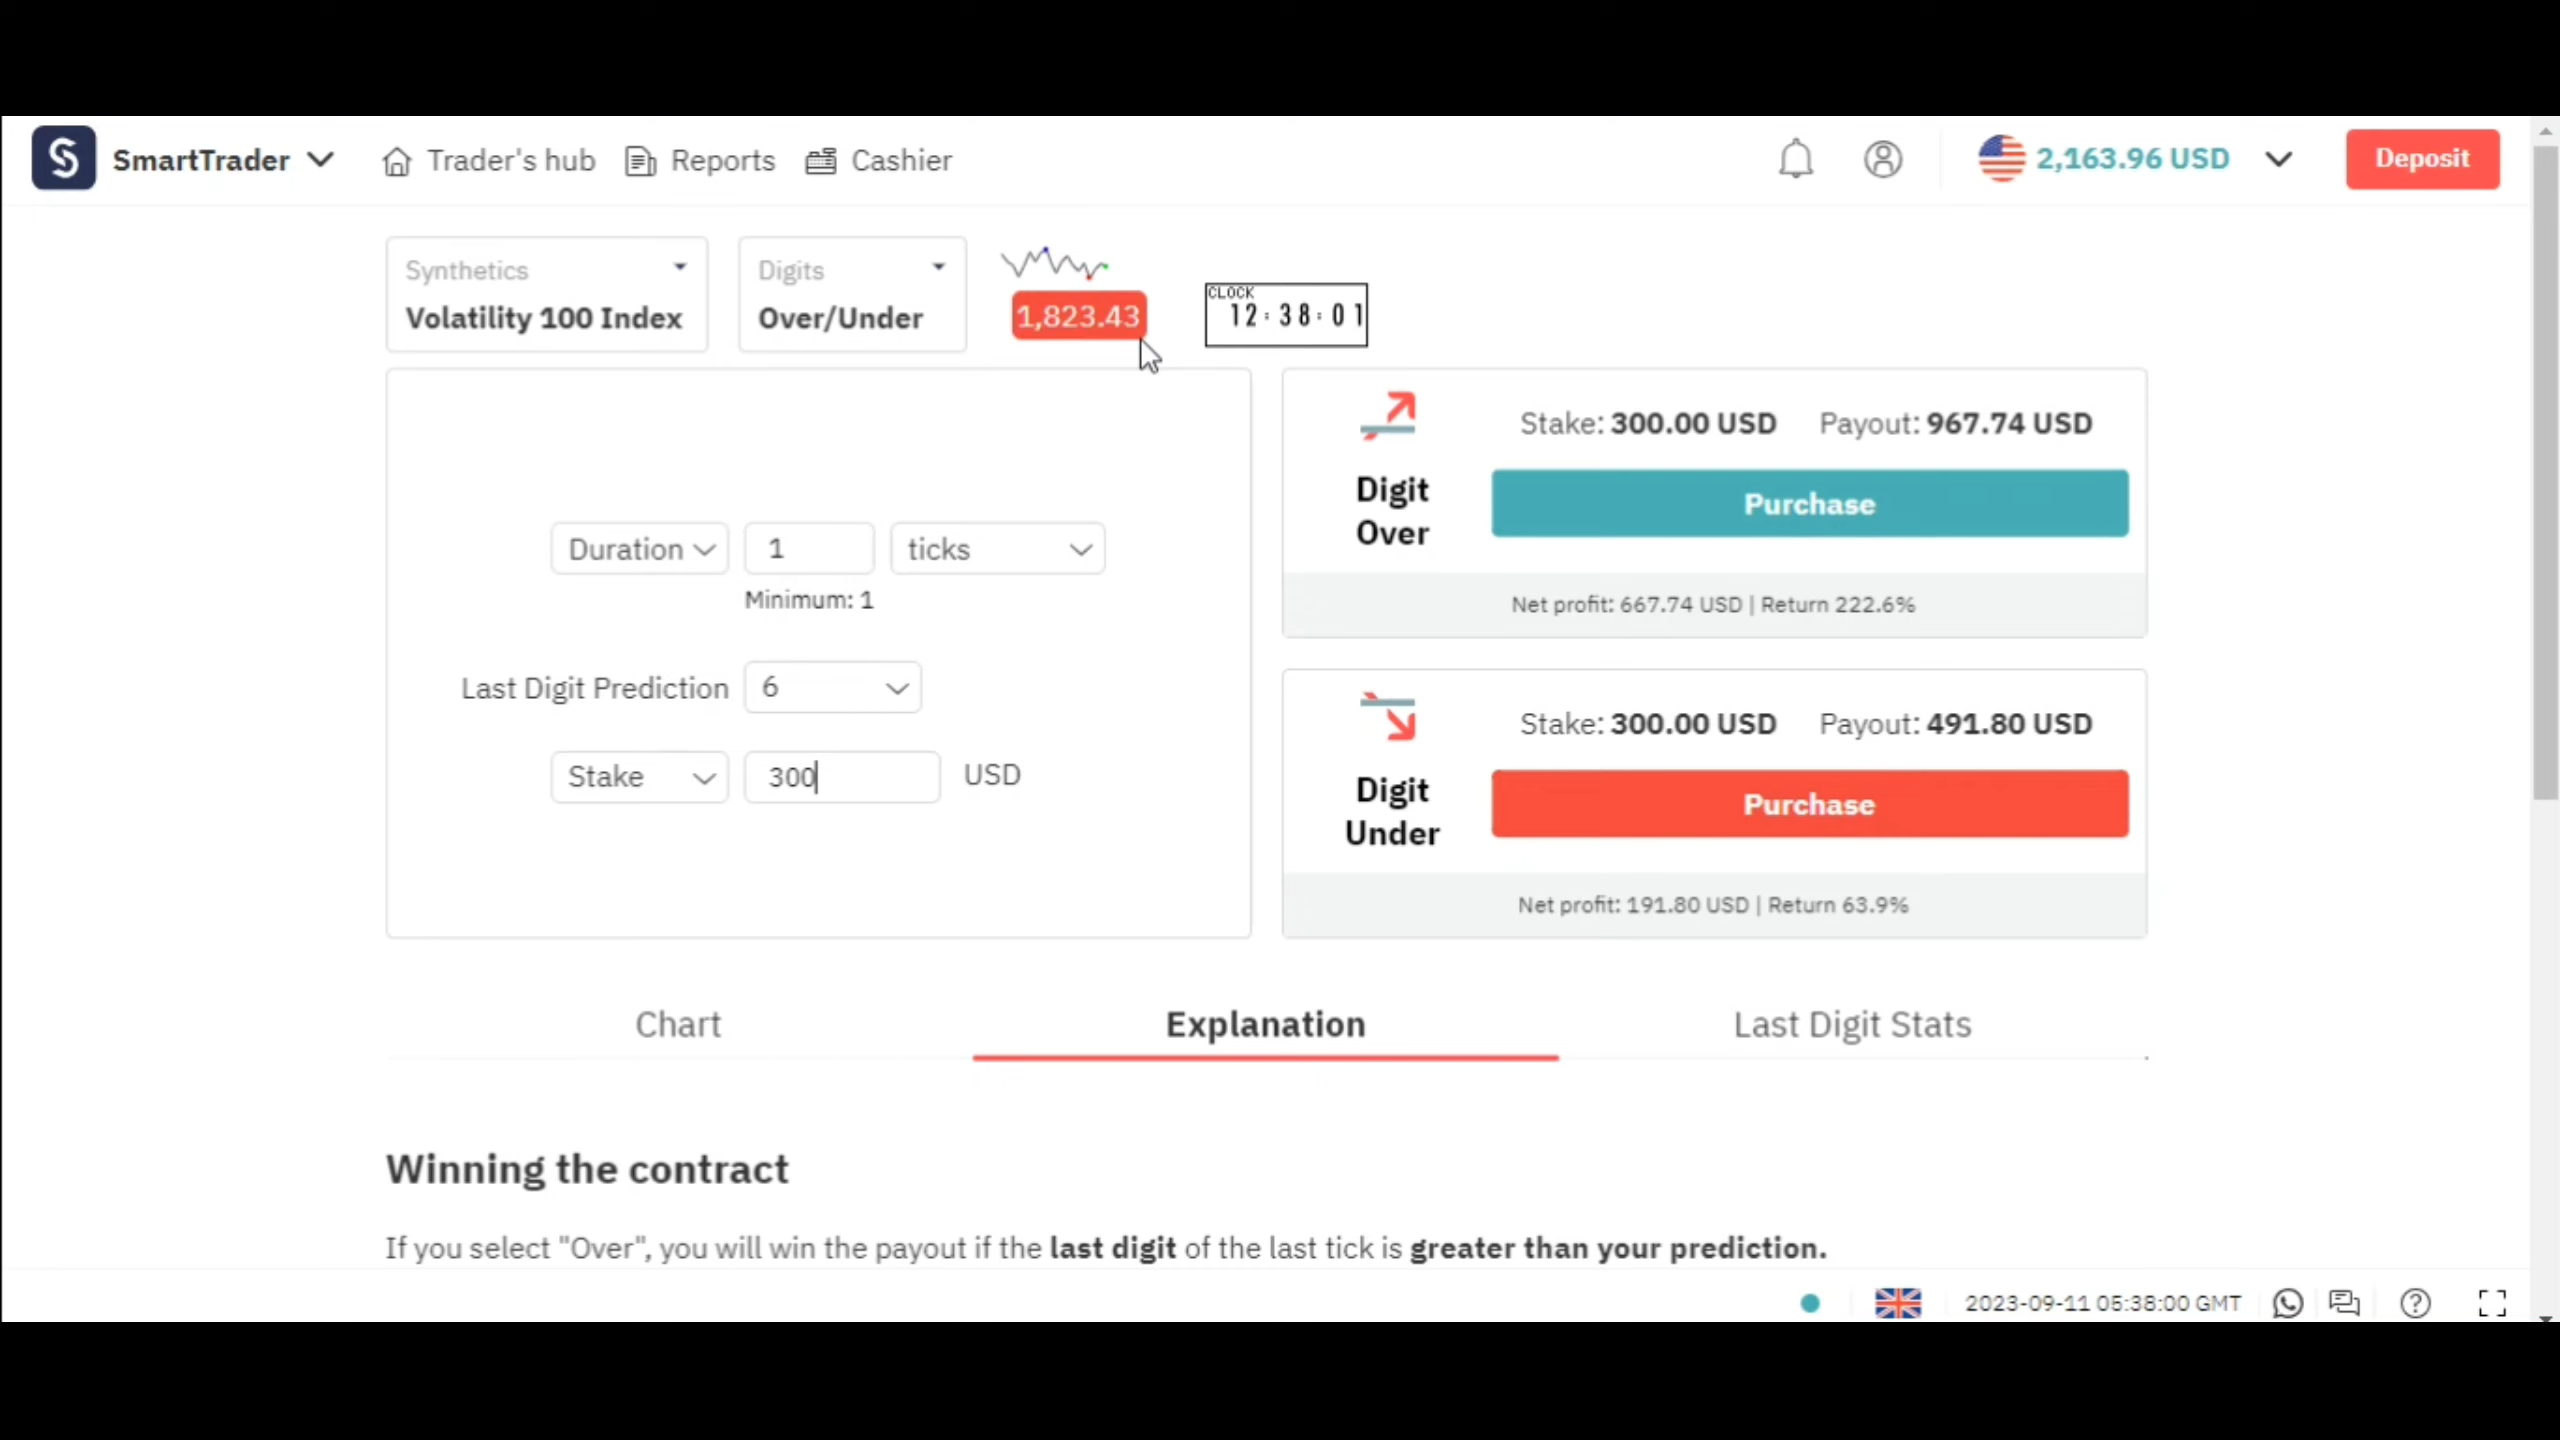 SmartTrader
Trader's hub
Reports
Cashier
2,163.96 USD
Deposit
Synthetics
Volatility 100 Index
Digits
Over/Under
1,823.43
CLOCK
12:38:01
Duration
1
ticks
Minimum: 1
Last Digit Prediction
6
Stake
300
USD
Digit
Over
Stake: 300.00 USD
Payout: 967.74 USD
Purchase
Net profit: 667.74 USD | Return 222.6%
Digit
Under
Stake: 300.00 USD
Payout: 491.80 USD
Purchase
Net profit: 191.80 USD | Return 63.9%
Chart
Explanation
Last Digit Stats
Winning the contract
If you select "Over", you will win the payout if the last digit of the last tick is greater than your prediction.
2023-09-11 05:38:00 GMT